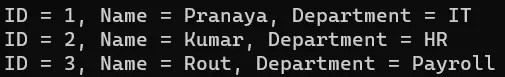 ID = 1, Name = Pranaya, Department = IT
ID = 2, Name = Kumar, Department = HR
ID = 3, Name = Rout, Department = Payroll